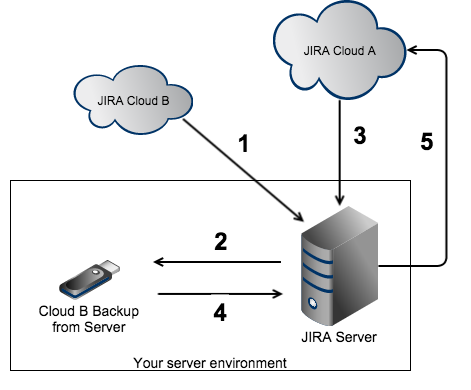 JIRA Cloud A
JIRA Cloud B
1
3
5
2
4
Cloud B Backup
from Server
JIRA Server
Your server environment